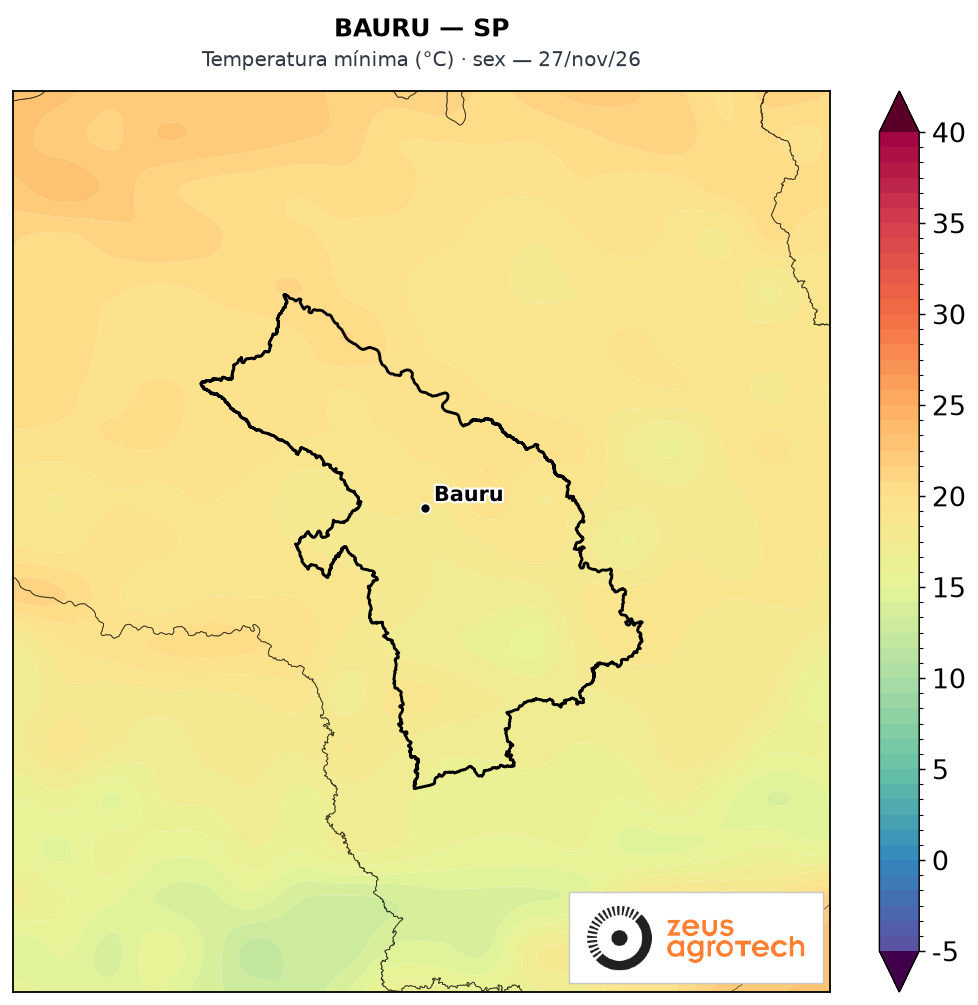 BAURU — SP
Temperatura mínima (°C) · sex — 27/nov/26
40
35
30
25
20
15
10
5
0
-5
Bauru
zeus
agrotech